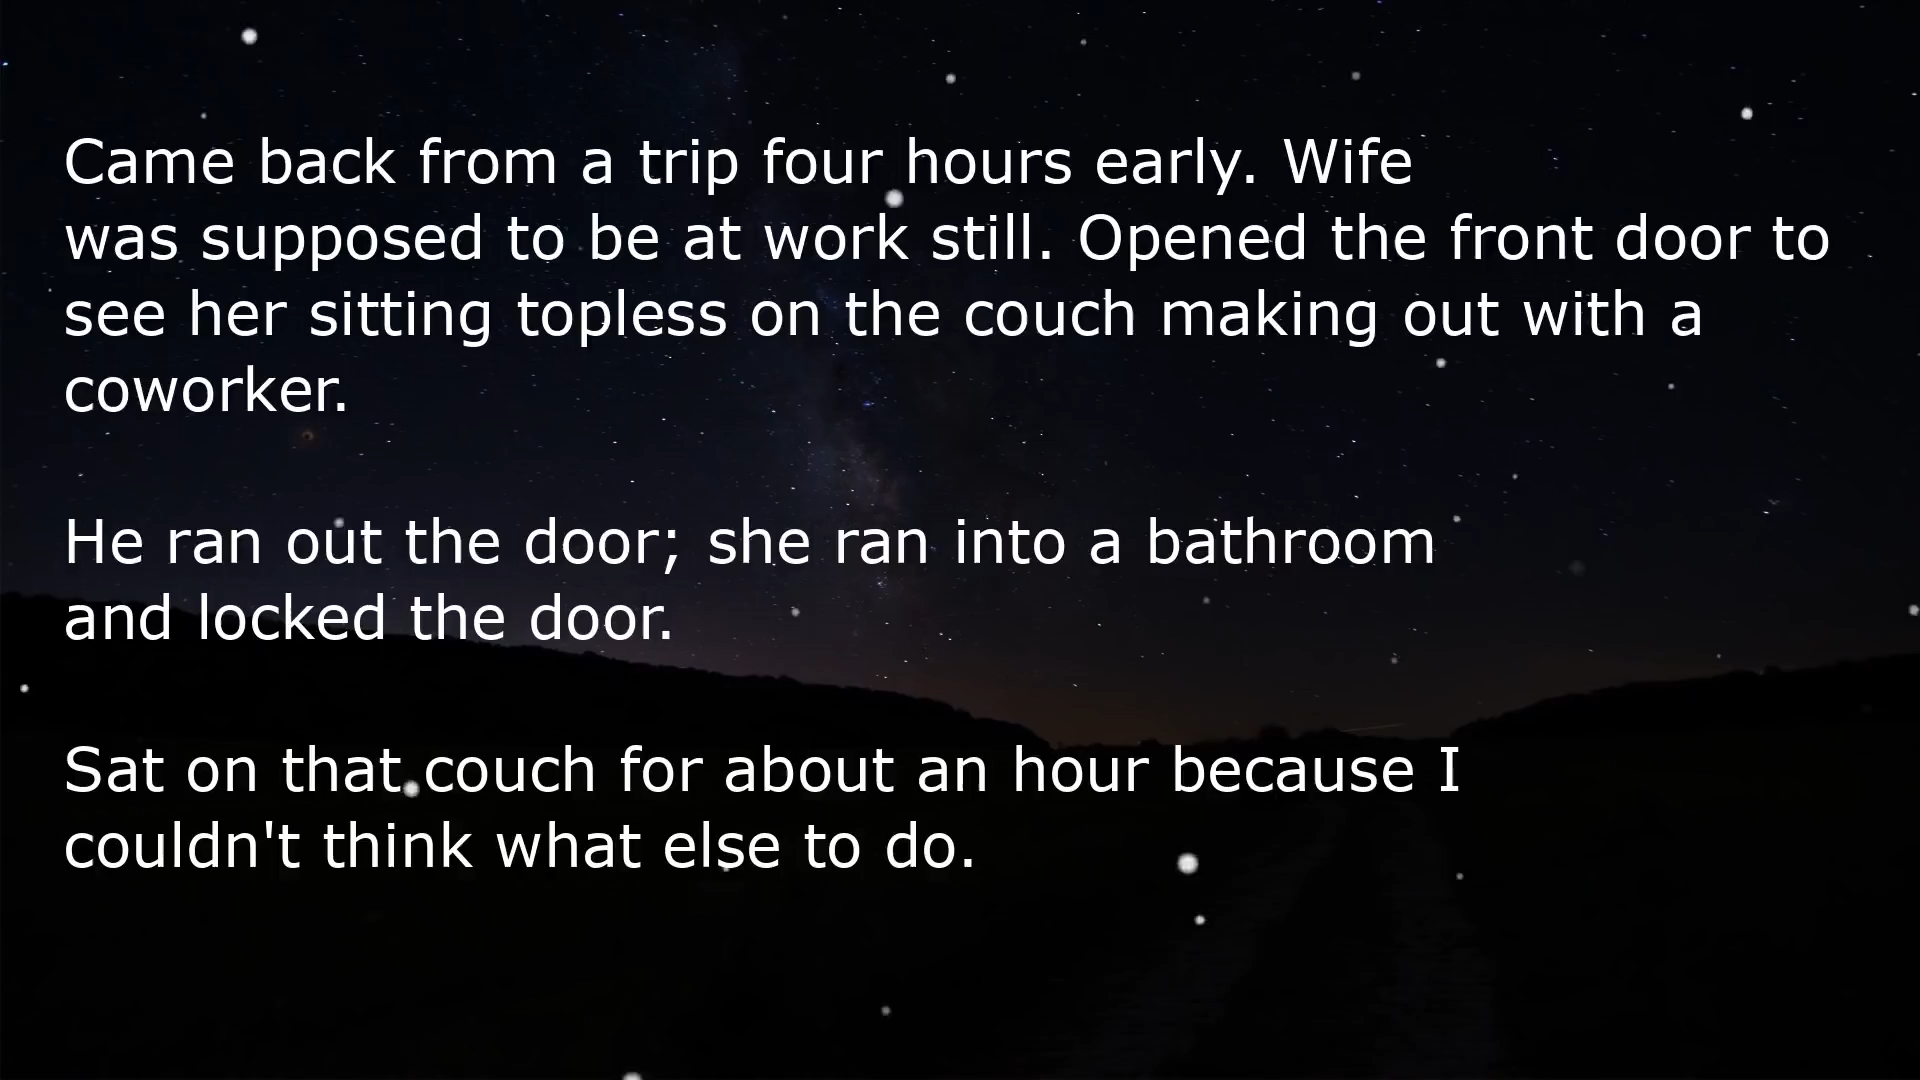 Came back from a trip four hours early. Wife
was supposed to be at work still. Opened the front door to
see her sitting topless on the couch making out with a
coworker.
He ran out the door; she ran into a bathroom
and locked the door.
Sat on that couch for about an hour because I
couldn't think what else to do.